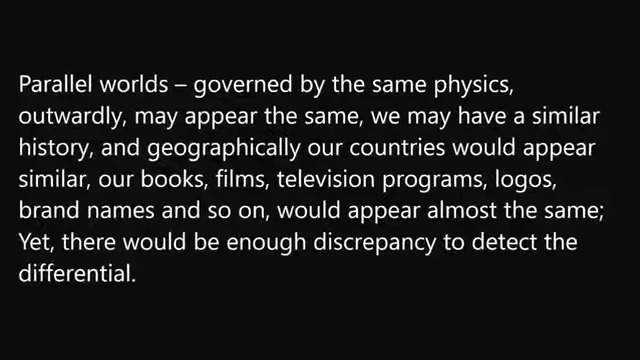 Parallel worlds – governed by the same physics,
outwardly, may appear the same, we may have a similar
history, and geographically our countries would appear
similar, our books, films, television programs, logos,
brand names and so on, would appear almost the same;
Yet, there would be enough discrepancy to detect the
differential.